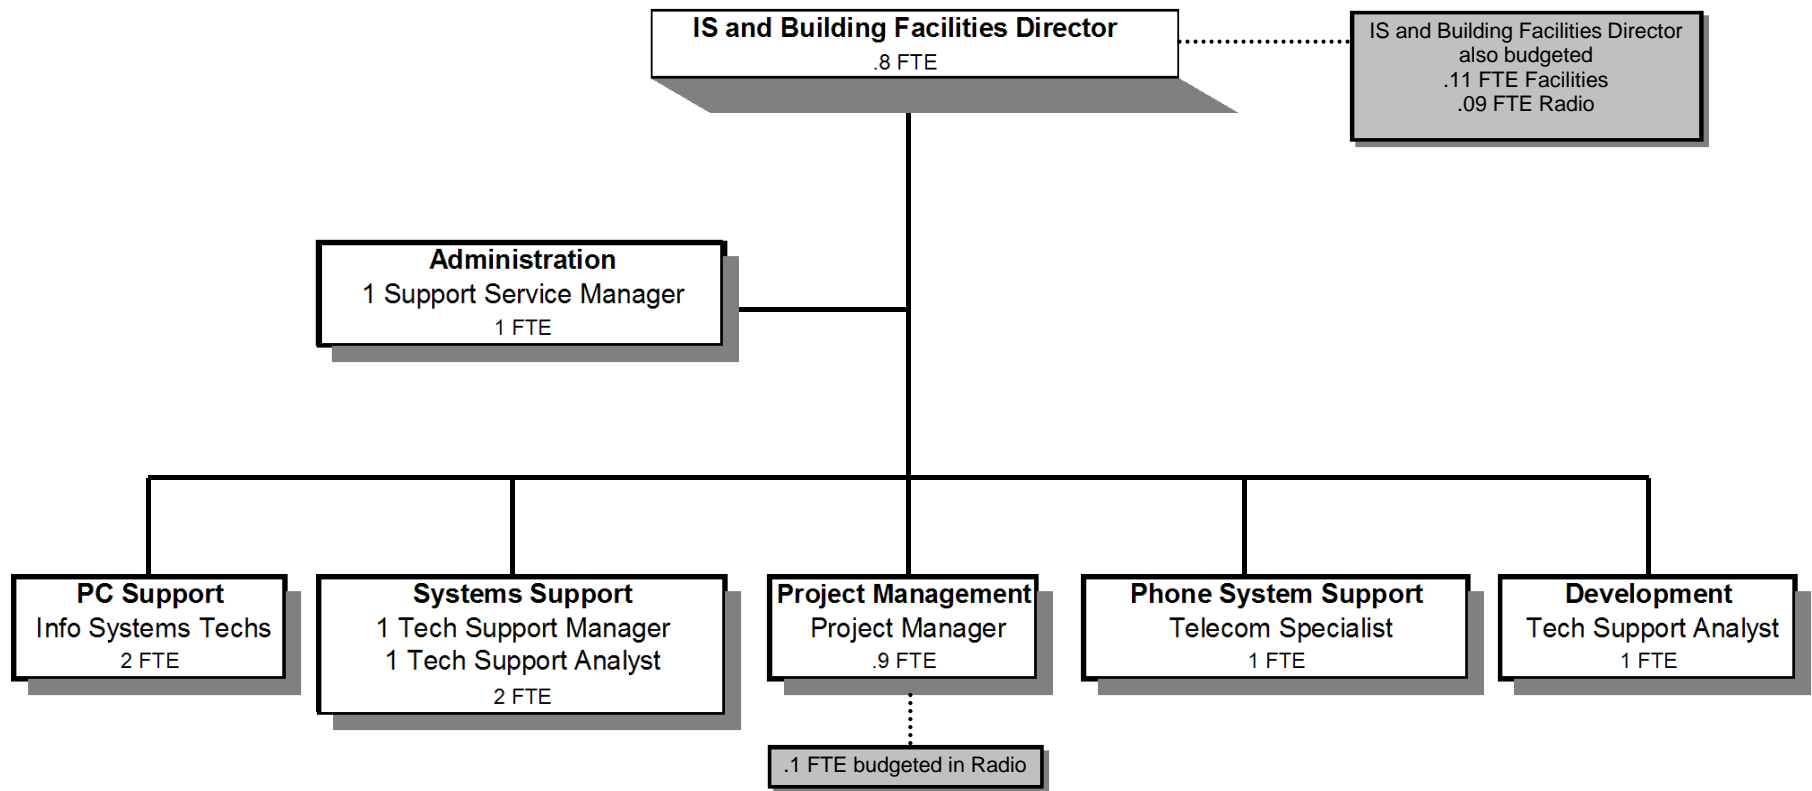 IS and Building Facilities Director
.8 FTE
IS and Building Facilities Director
also budgeted
.11 FTE Facilities
.09 FTE Radio
Administration
1 Support Service Manager
1 FTE
PC Support
Info Systems Techs
2 FTE
Systems Support
1 Tech Support Manager
1 Tech Support Analyst
2 FTE
Project Management
Project Manager
.9 FTE
Phone System Support
Telecom Specialist
1 FTE
Development
Tech Support Analyst
1 FTE
.1 FTE budgeted in Radio